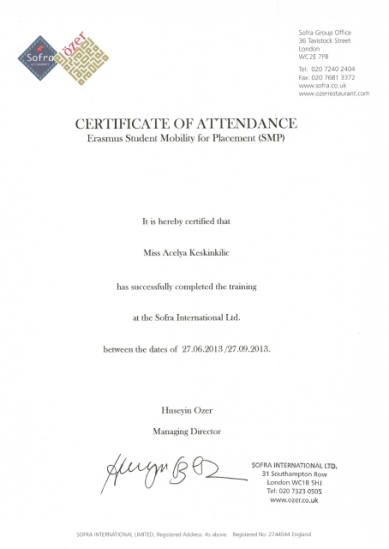 Sofra
özer
Sofra Group Office
36 Tavistock Street
London
WC2E 7PB
Tel: 020 7240 2404
Fax: 020 7681 3372
www.sofra.co.uk
www.ozerrestaurant.com
CERTIFICATE OF ATTENDANCE
Erasmus Student Mobility for Placement (SMP)
It is hereby certified that
Miss Acelya Keskinkilic
has successfully completed the training
at the Sofra International Ltd.
between the dates of 27.06.2013 /27.09.2013.
Huseyin Ozer
Managing Director
SOFRA INTERNATIONAL LTD.
31 Southampton Row
London WC1B 5HJ
Tel: 020 7323 0505
www.ozer.co.uk
SOFRA INTERNATIONAL LIMITED, Registered Address: As above. Registered No: 2744044 England